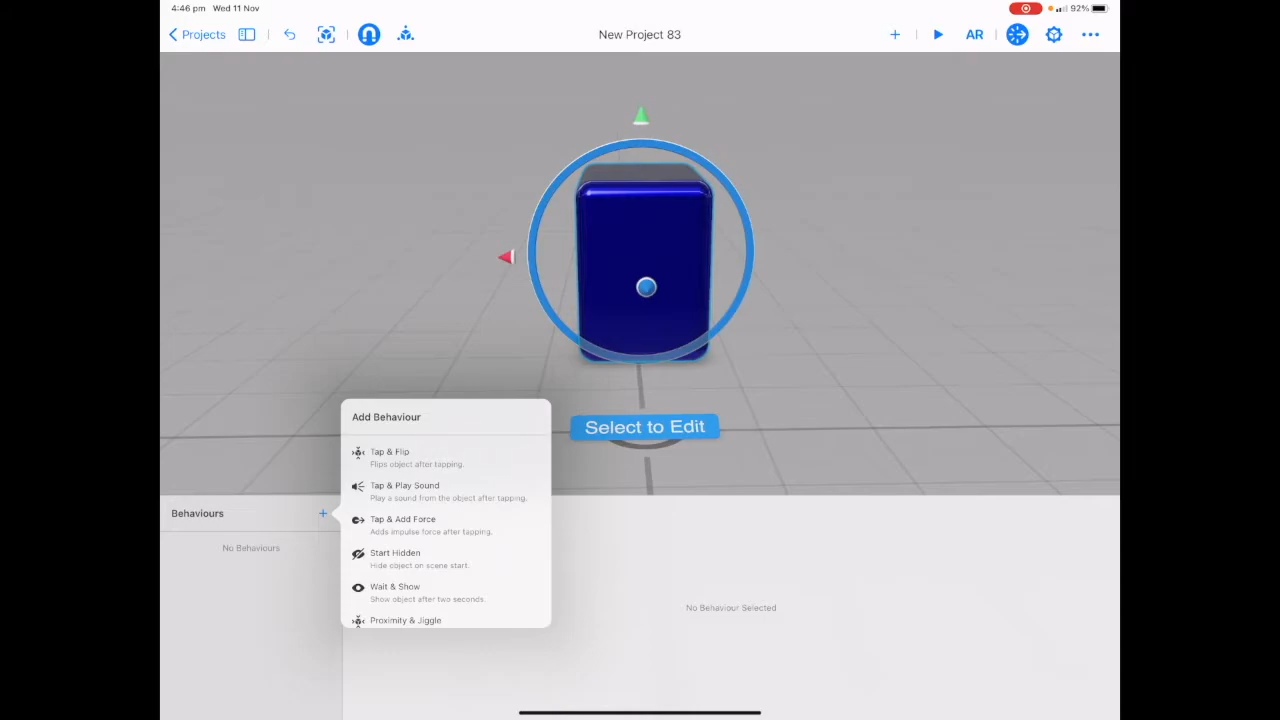 4:46 pm Wed 11 Nov
92%
Projects
New Project 83
AR
Select to Edit
Add Behaviour
Tap & Flip
Flips object after tapping.
Tap & Play Sound
Play a sound from the object after tapping.
Tap & Add Force
Adds impulse force after tapping.
Start Hidden
Hide object on scene start.
Wait & Show
Show object after two seconds.
Proximity & Jiggle
Behaviours
No Behaviours
No Behaviour Selected